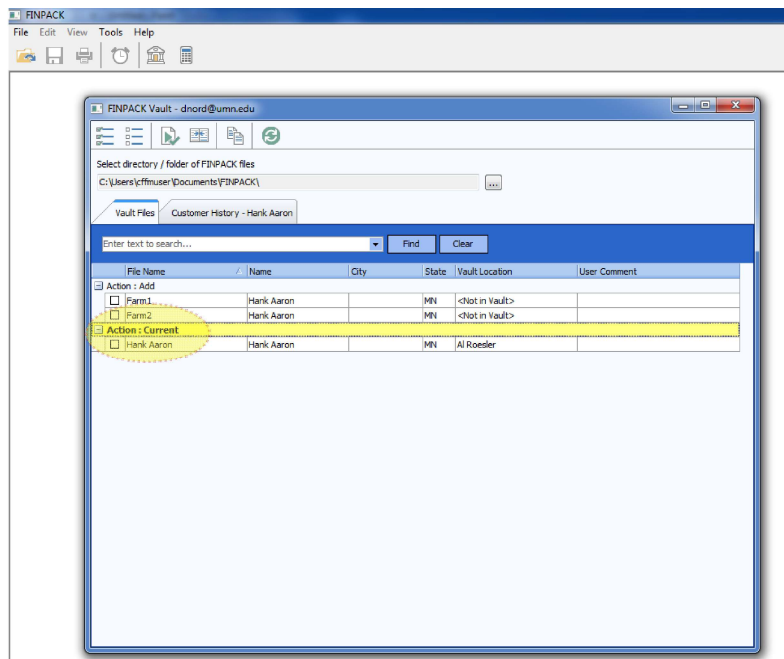 FINPACK
File Edit View Tools Help
FINPACK Vault - dnord@umn.edu
Select directory / folder of FINPACK files
C:\Users\cffmuser\Documents\FINPACK\
...
Vault Files Customer History - Hank Aaron
Enter text to search... Find Clear
File Name Name City State Vault Location User Comment
Action : Add
Farm1 Hank Aaron MN <Not in Vault>
Farm2 Hank Aaron MN <Not in Vault>
Action : Current
Hank Aaron Hank Aaron MN Al Roesler